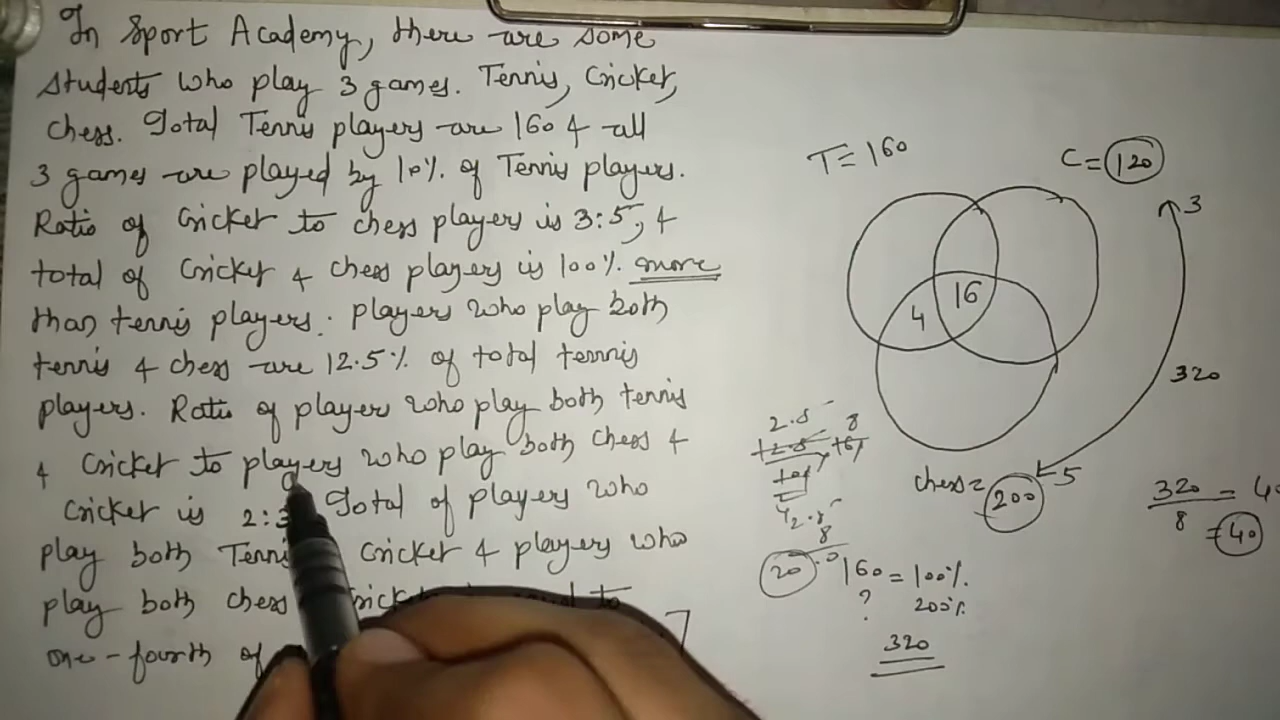 In Sport Academy, there are some
students who play 3 games. Tennis, Cricket,
chess. Total Tennis players are 160 & all
3 games are played by 10% of Tennis players.
Ratio of cricket to chess players is 3:5, &
total of cricket & chess players is 100% more
than tennis players. players who play both
tennis & chess are 12.5% of total tennis
players. Ratio of player who play both tennis
& cricket to players who play both chess &
cricket is 2:3 Total of players who
play both Tennis cricket & players who
play both chess
one-fourth of
T = 160
C = 120
3
16
4
320
5
chess = 200
320/8 = 40
= 40
2.5
8
20
160 = 100%
? 200%
320